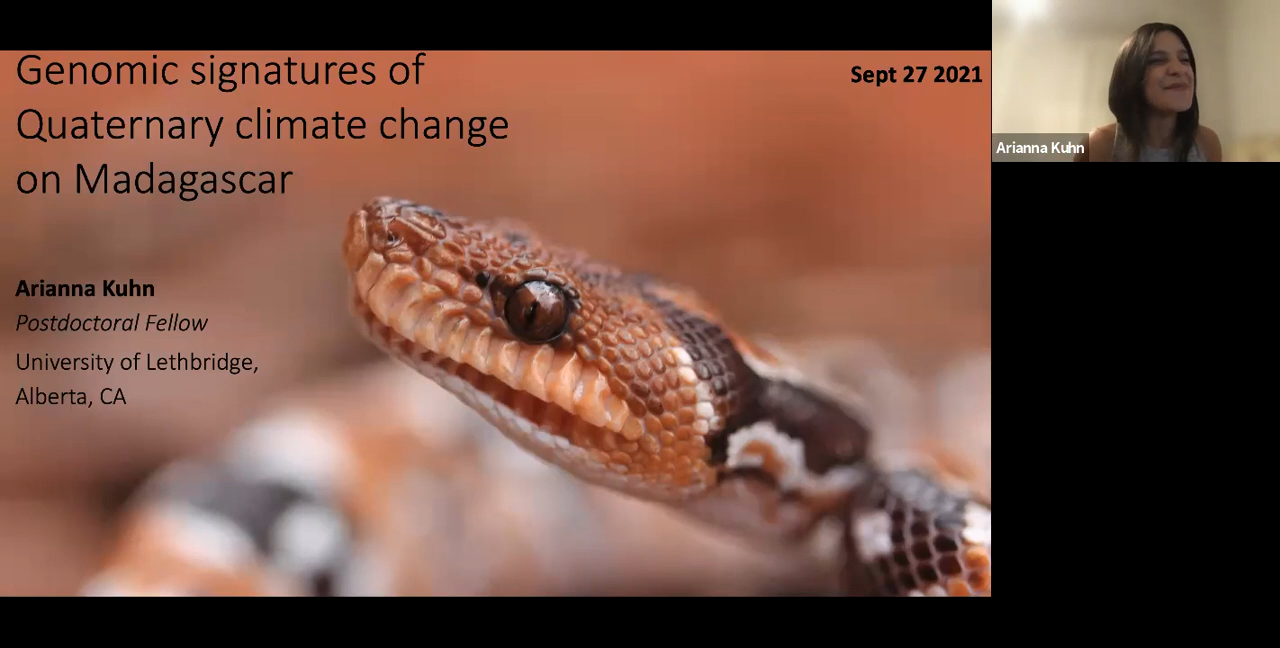 Genomic signatures of
Quaternary climate change
on Madagascar
Sept 27 2021
Arianna Kuhn
Postdoctoral Fellow
University of Lethbridge,
Alberta, CA
Arianna Kuhn